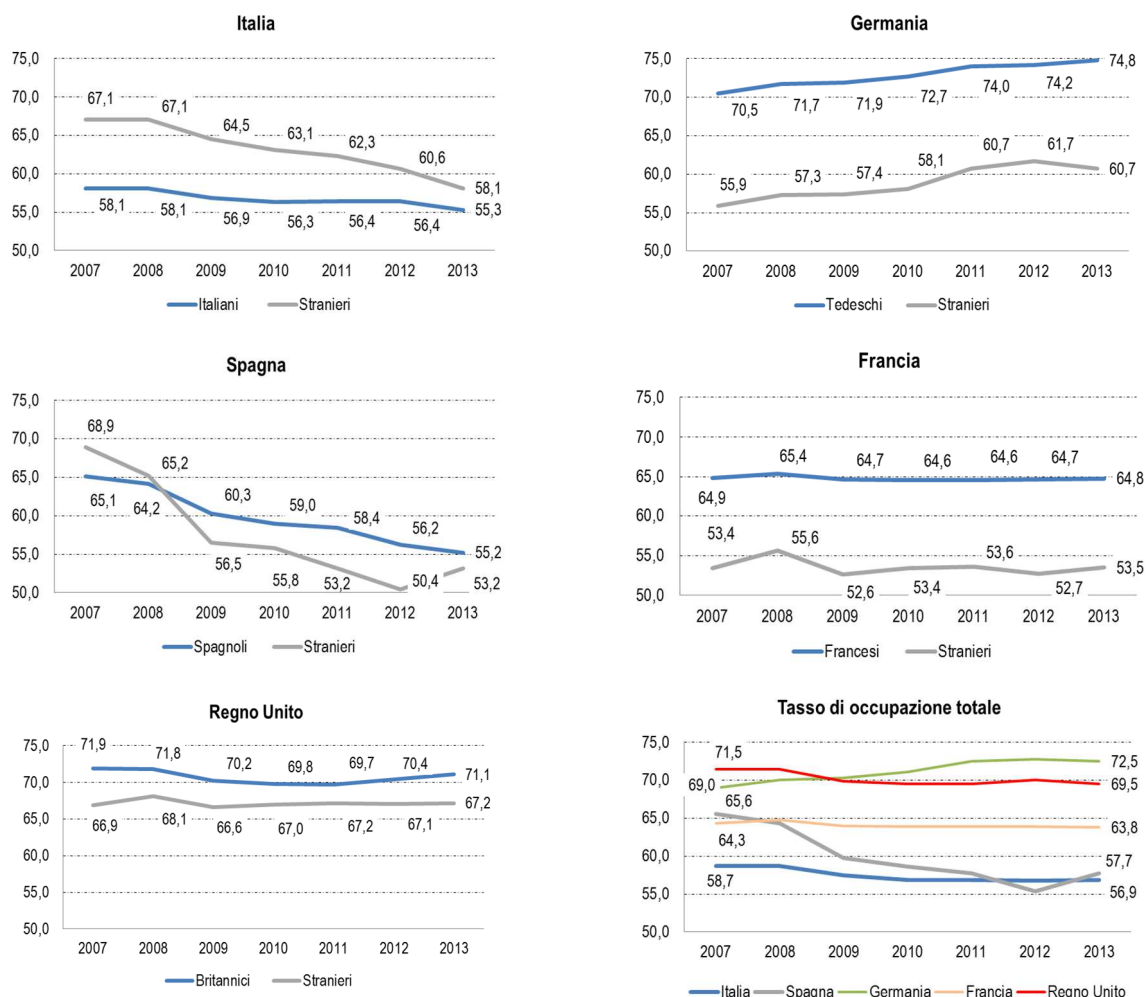 Italia
75,0
70,0
65,0
60,0
55,0
50,0
67,1 67,1 64,5 63,1 62,3 60,6 58,1
58,1 58,1 56,9 56,3 56,4 56,4 55,3
2007 2008 2009 2010 2011 2012 2013
Italiani Stranieri
Germania
75,0
70,0
65,0
60,0
55,0
50,0
70,5 71,7 71,9 72,7 74,0 74,2 74,8
55,9 57,3 57,4 58,1 60,7 61,7 60,7
2007 2008 2009 2010 2011 2012 2013
Tedeschi Stranieri
Spagna
75,0
70,0
65,0
60,0
55,0
50,0
68,9 65,2 60,3 59,0 58,4 56,2 55,2
65,1 64,2 56,5 55,8 53,2 50,4 53,2
2007 2008 2009 2010 2011 2012 2013
Spagnoli Stranieri
Francia
75,0
70,0
65,0
60,0
55,0
50,0
64,9 65,4 64,7 64,6 64,6 64,7 64,8
53,4 55,6 52,6 53,4 53,6 52,7 53,5
2007 2008 2009 2010 2011 2012 2013
Francesi Stranieri
Regno Unito
75,0
70,0
65,0
60,0
55,0
50,0
71,9 71,8 70,2 69,8 69,7 70,4 71,1
66,9 68,1 66,6 67,0 67,2 67,1 67,2
2007 2008 2009 2010 2011 2012 2013
Britannici Stranieri
Tasso di occupazione totale
75,0
70,0
65,0
60,0
55,0
50,0
71,5 72,5
69,0 69,5
65,6
64,3 63,8
58,7 57,7
56,9
2007 2008 2009 2010 2011 2012 2013
Italia Spagna Germania Francia Regno Unito